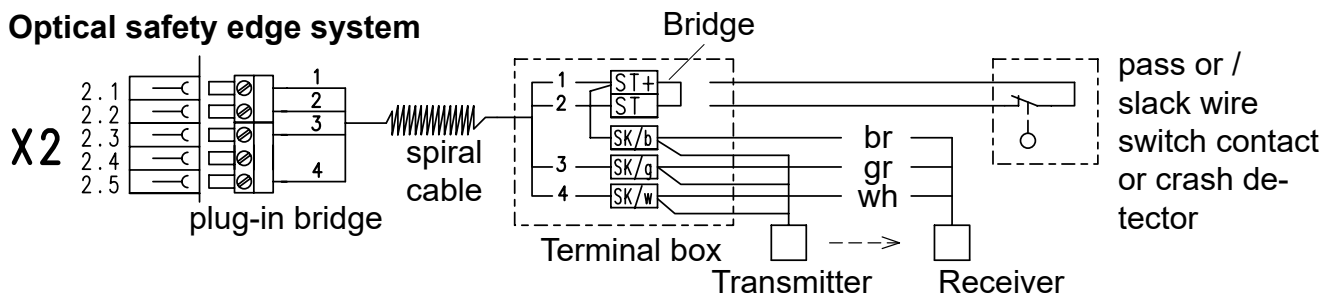 Optical safety edge system
Bridge
X2
2.1
2.2
2.3
2.4
2.5
1
2
3
4
plug-in bridge
spiral
cable
1
2
3
4
ST+
ST
SK/b
SK/g
SK/w
Terminal box
br
gr
wh
Transmitter
Receiver
pass or /
slack wire
switch contact
or crash de-
tector